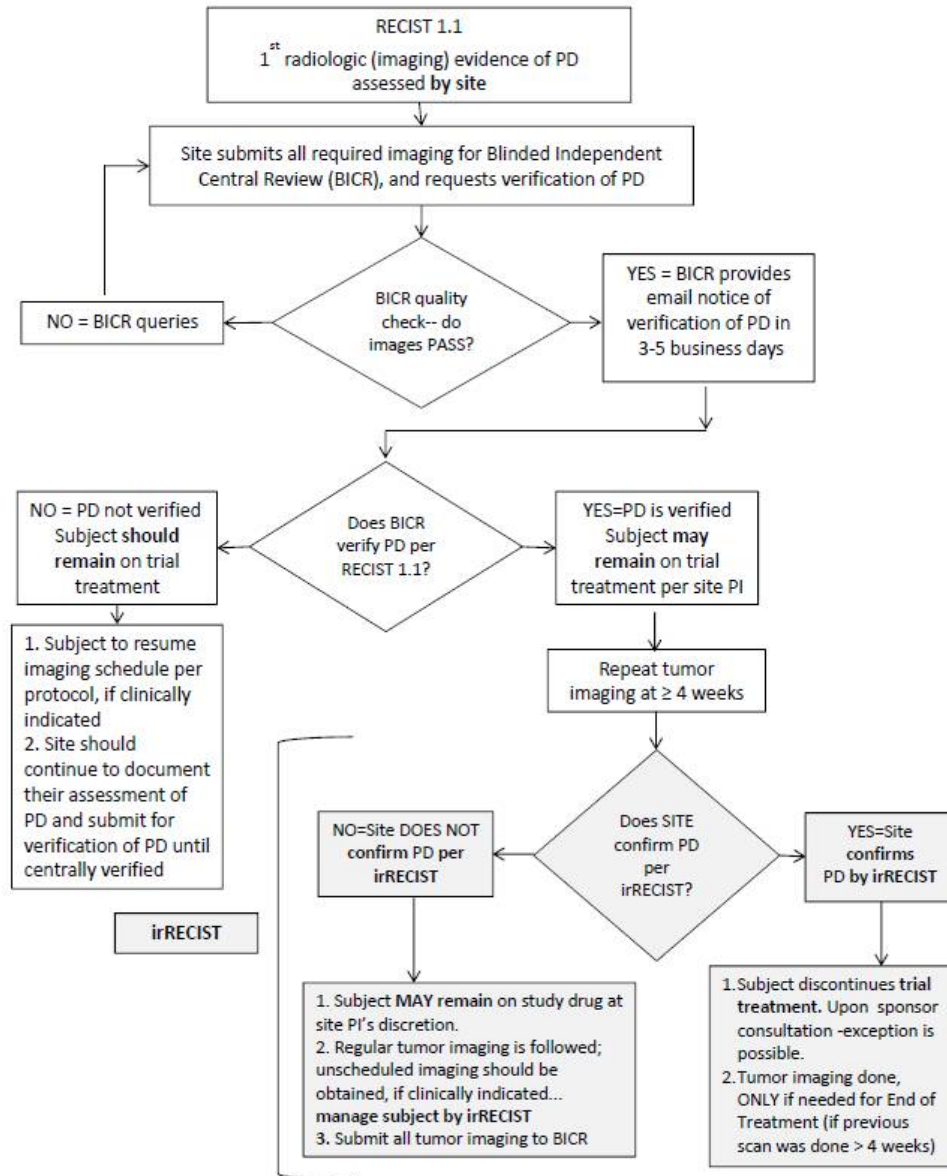 RECIST 1.1
1st radiologic (imaging) evidence of PD
assessed by site
Site submits all required imaging for Blinded Independent
Central Review (BICR), and requests verification of PD
BICR quality
check-- do
images PASS?
NO = BICR queries
YES = BICR provides
email notice of
verification of PD in
3-5 business days
Does BICR
verify PD per
RECIST 1.1?
NO = PD not verified
Subject should
remain on trial
treatment
YES=PD is verified
Subject may
remain on trial
treatment per site PI
1. Subject to resume
imaging schedule per
protocol, if clinically
indicated
2. Site should
continue to document
their assessment of
PD and submit for
verification of PD until
centrally verified
Repeat tumor
imaging at ≥ 4 weeks
irRECIST
Does SITE
confirm PD
per
irRECIST?
NO=Site DOES NOT
confirm PD per
irRECIST
YES=Site
confirms
PD by irRECIST
1. Subject MAY remain on study drug at
site PI's discretion.
2. Regular tumor imaging is followed;
unscheduled imaging should be
obtained, if clinically indicated...
manage subject by irRECIST
3. Submit all tumor imaging to BICR
1.Subject discontinues trial
treatment. Upon sponsor
consultation -exception is
possible.
2.Tumor imaging done,
ONLY if needed for End of
Treatment (if previous
scan was done > 4 weeks)